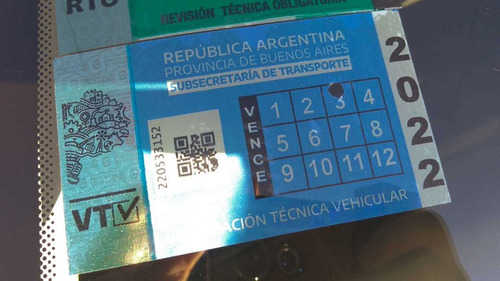 RTO
REVISIÓN TÉCNICA OBLIGATORIA
REPÚBLICA ARGENTINA
PROVINCIA DE BUENOS AIRES
SUBSECRETARÍA DE TRANSPORTE
2022
VENCE
1 2 3 4
5 6 7 8
9 10 11 12
220533152
VTV
CACIÓN TÉCNICA VEHICULAR